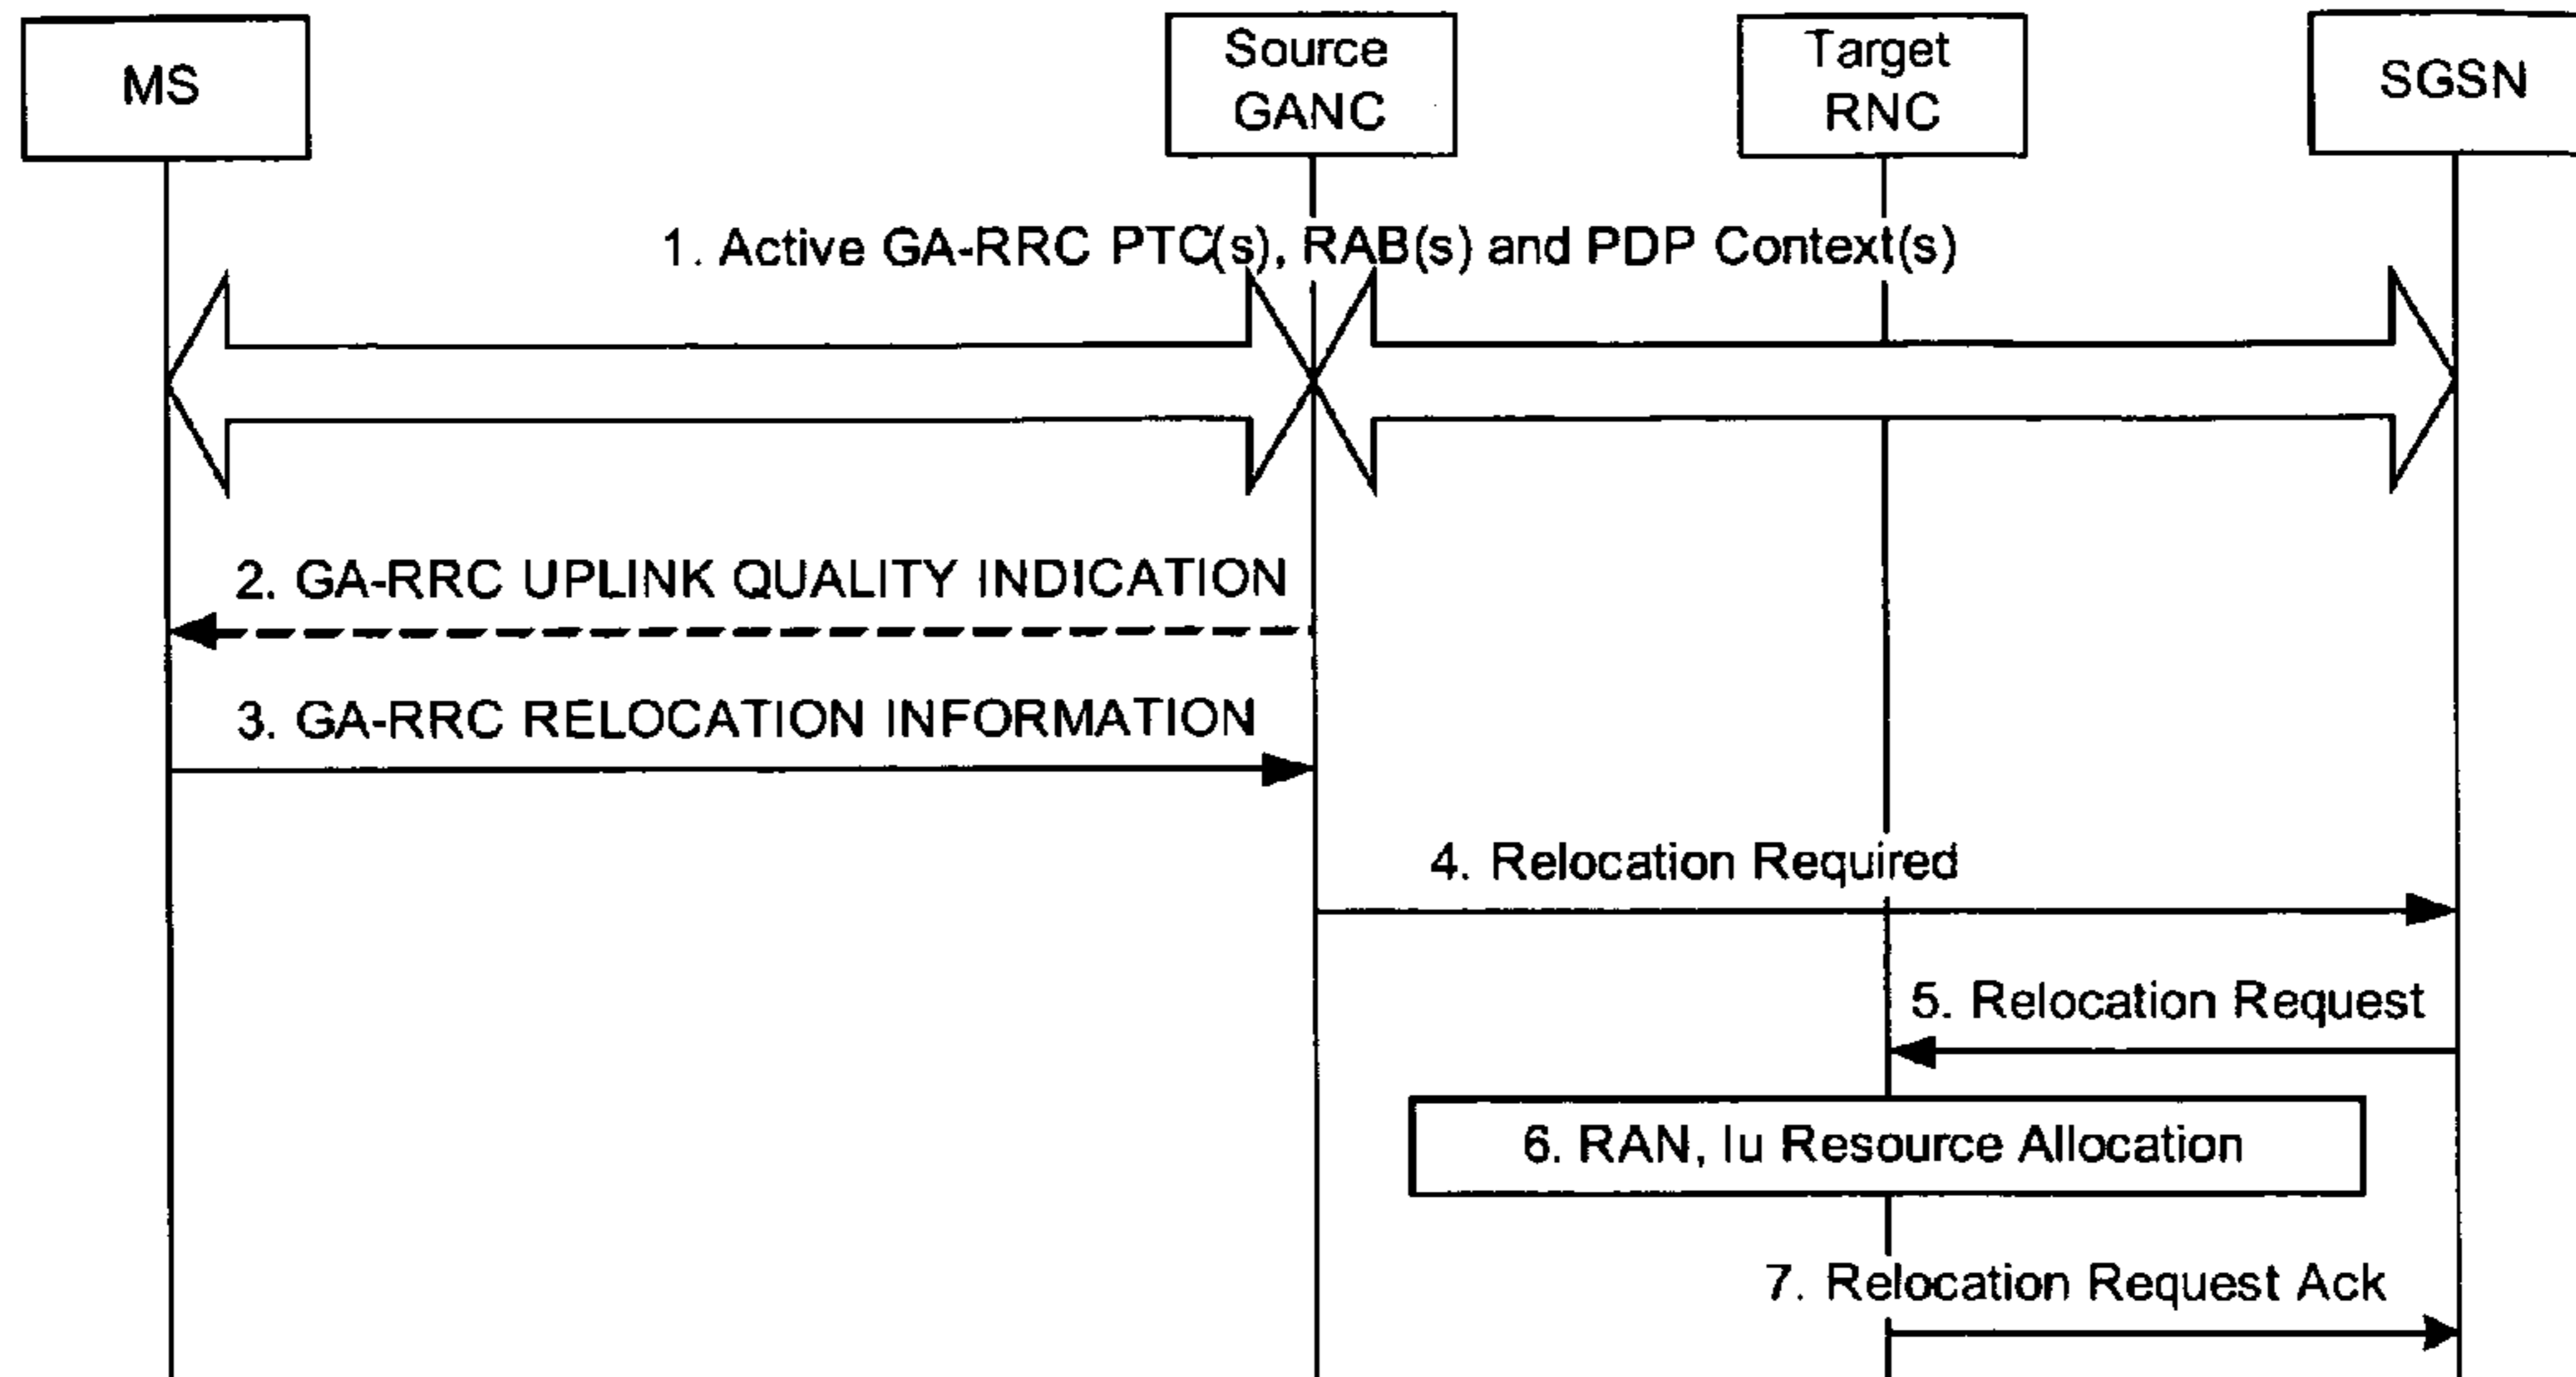 MS
Source
GANC
Target
RNC
SGSN
1. Active GA-RRC PTC(s), RAB(s) and PDP Context(s)
2. GA-RRC UPLINK QUALITY INDICATION
3. GA-RRC RELOCATION INFORMATION
4. Relocation Required
5. Relocation Request
6. RAN, Iu Resource Allocation
7. Relocation Request Ack